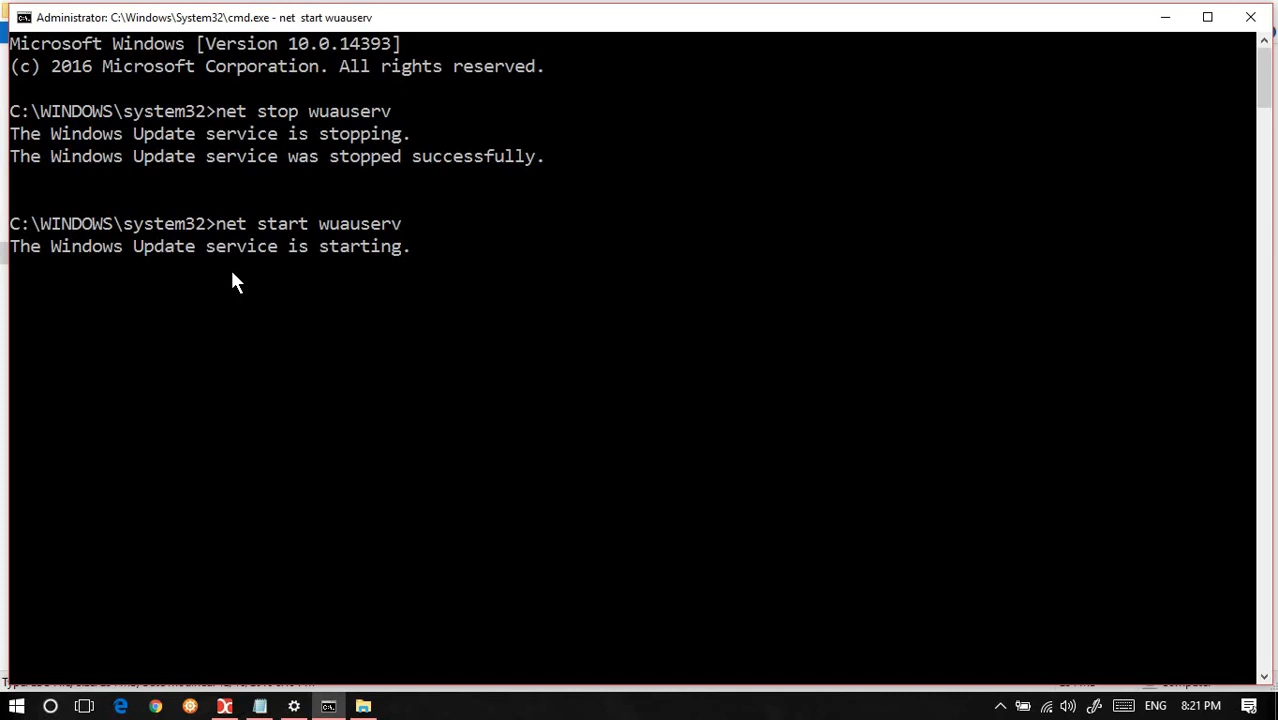 Administrator: C:\Windows\System32\cmd.exe - net  start wuauserv
Microsoft Windows [Version 10.0.14393]
(c) 2016 Microsoft Corporation. All rights reserved.
C:\WINDOWS\system32>net stop wuauserv
The Windows Update service is stopping.
The Windows Update service was stopped successfully.
C:\WINDOWS\system32>net start wuauserv
The Windows Update service is starting.
ENG
8:21 PM